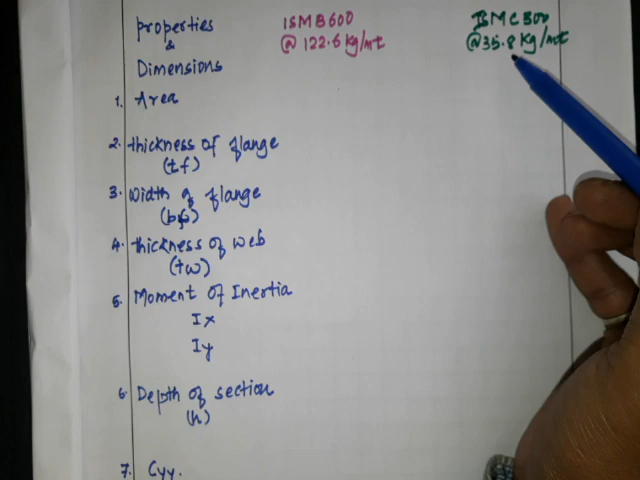 properties ISMB600 ISMC300
& @ 122.6 kg/mt @35.8 kg/mt
Dimensions
1. Area
2. thickness of flange
(tf)
3. Width of flange
(bf)
4. thickness of web
(tw)
5. Moment of Inertia
Ix
Iy
6. Depth of section
(h)
7. Cyy.